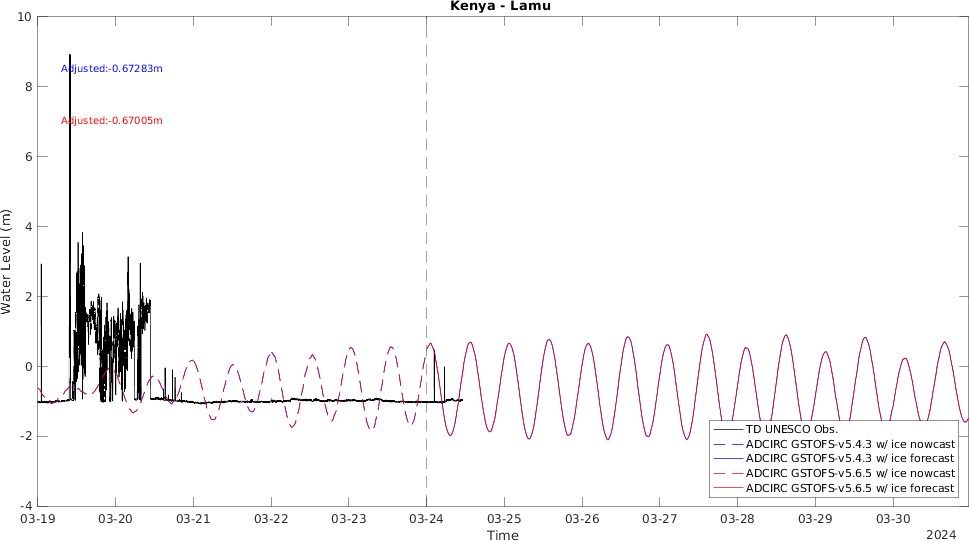 Kenya - Lamu
10
8
6
4
2
0
-2
-4
Water Level (m)
Adjusted:-0.67283m
Adjusted:-0.67005m
TD UNESCO Obs.
ADCIRC GSTOFS-v5.4.3 w/ ice nowcast
ADCIRC GSTOFS-v5.4.3 w/ ice forecast
ADCIRC GSTOFS-v5.6.5 w/ ice nowcast
ADCIRC GSTOFS-v5.6.5 w/ ice forecast
03-19 03-20 03-21 03-22 03-23 03-24 03-25 03-26 03-27 03-28 03-29 03-30
Time
2024